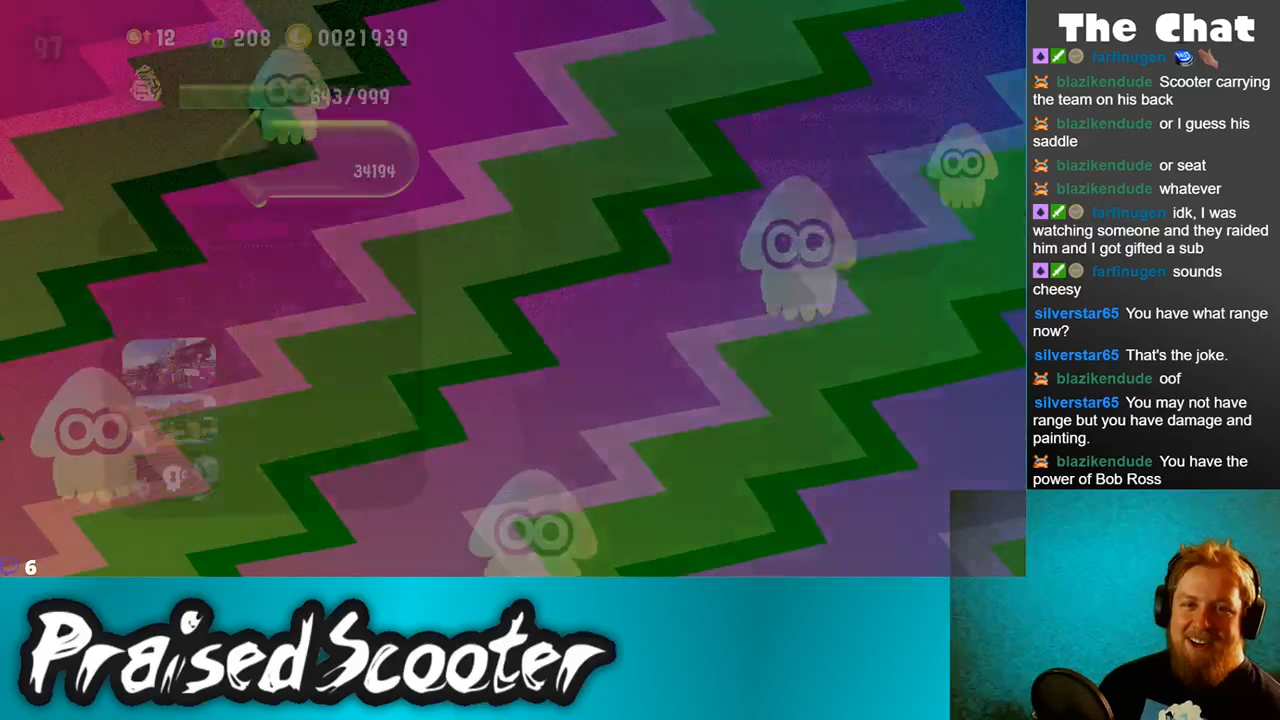 97
12 208 0021939
643/999
34194
The Chat
farfinugen
blazikendude Scooter carrying
the team on his back
blazikendude or I guess his
saddle
blazikendude or seat
blazikendude whatever
farfinugen idk, I was
watching someone and they raided
him and I got gifted a sub
farfinugen sounds
cheesy
silverstar65 You have what range
now?
silverstar65 That's the joke.
blazikendude oof
silverstar65 You may not have
range but you have damage and
painting.
blazikendude You have the
power of Bob Ross
6
PraisedScooter